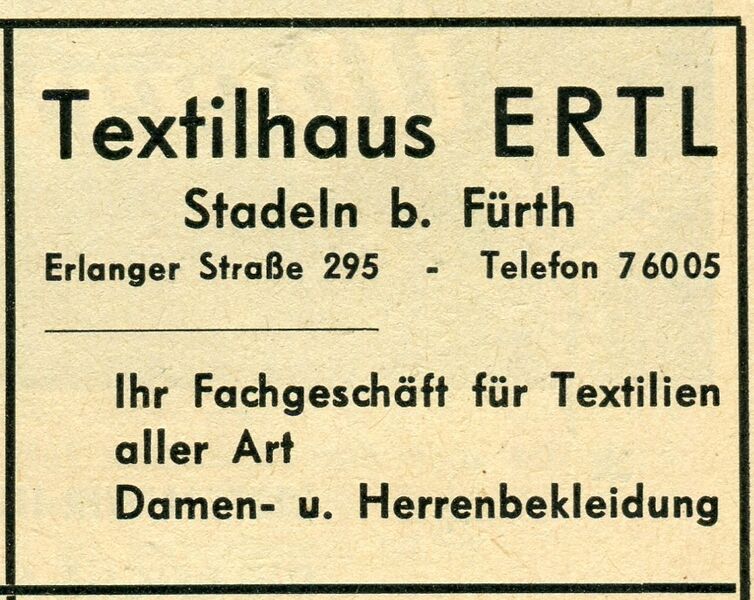 Textilhaus ERTL
Stadeln b. Fürth
Erlanger Straße 295 - Telefon 76005
Ihr Fachgeschäft für Textilien
aller Art
Damen- u. Herrenbekleidung